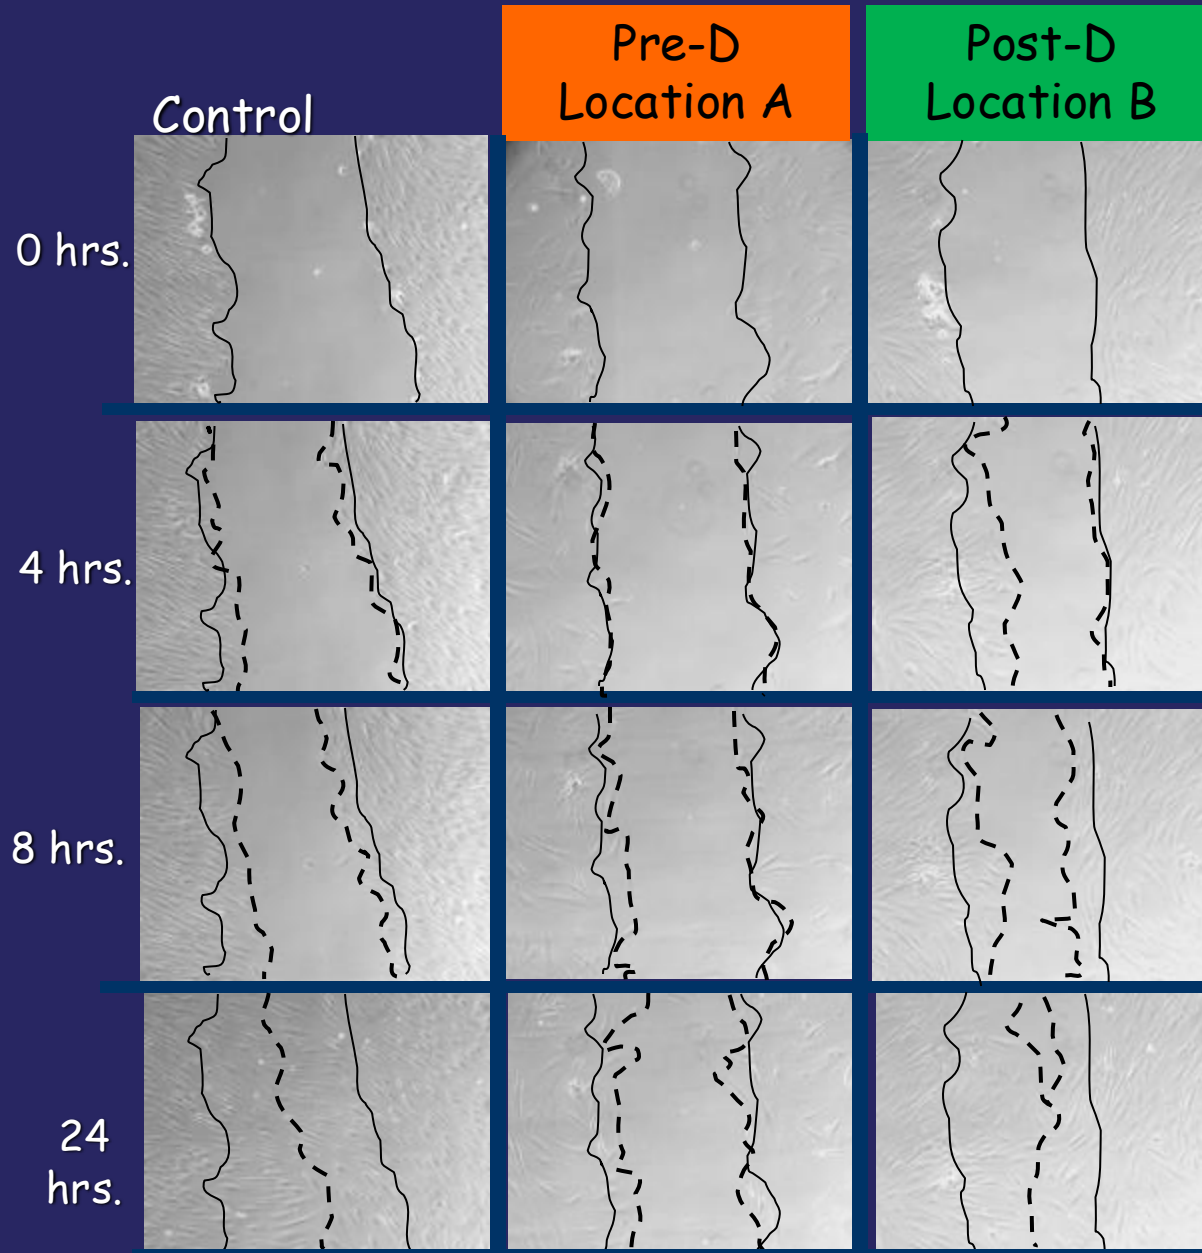 Control
Pre-D
Location A
Post-D
Location B
0 hrs.
4 hrs.
8 hrs.
24
hrs.